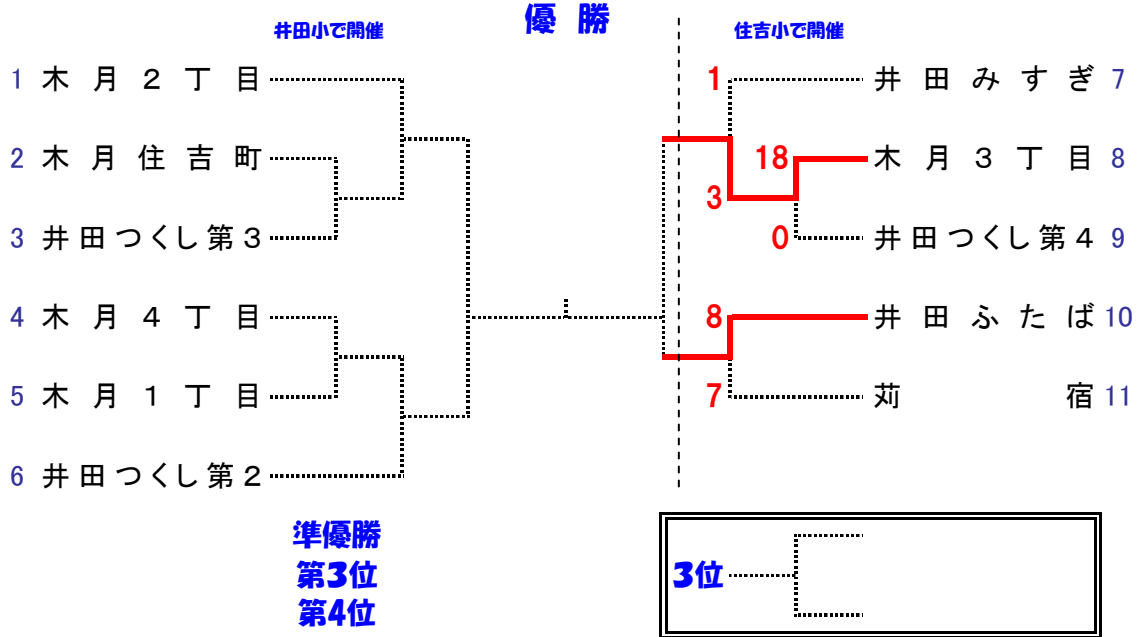 優 勝
井田小で開催
住吉小で開催
1 木 月 2 丁 目
2 木 月 住 吉 町
3 井 田 つ く し 第 3
4 木 月 4 丁 目
5 木 月 1 丁 目
6 井 田 つ く し 第 2
1 井 田 み す ぎ 7
18 木 月 3 丁 目 8
3
0 井 田 つ く し 第 4 9
8 井 田 ふ た ば 10
7 苅 宿 11
準優勝
第3位
第4位
3位